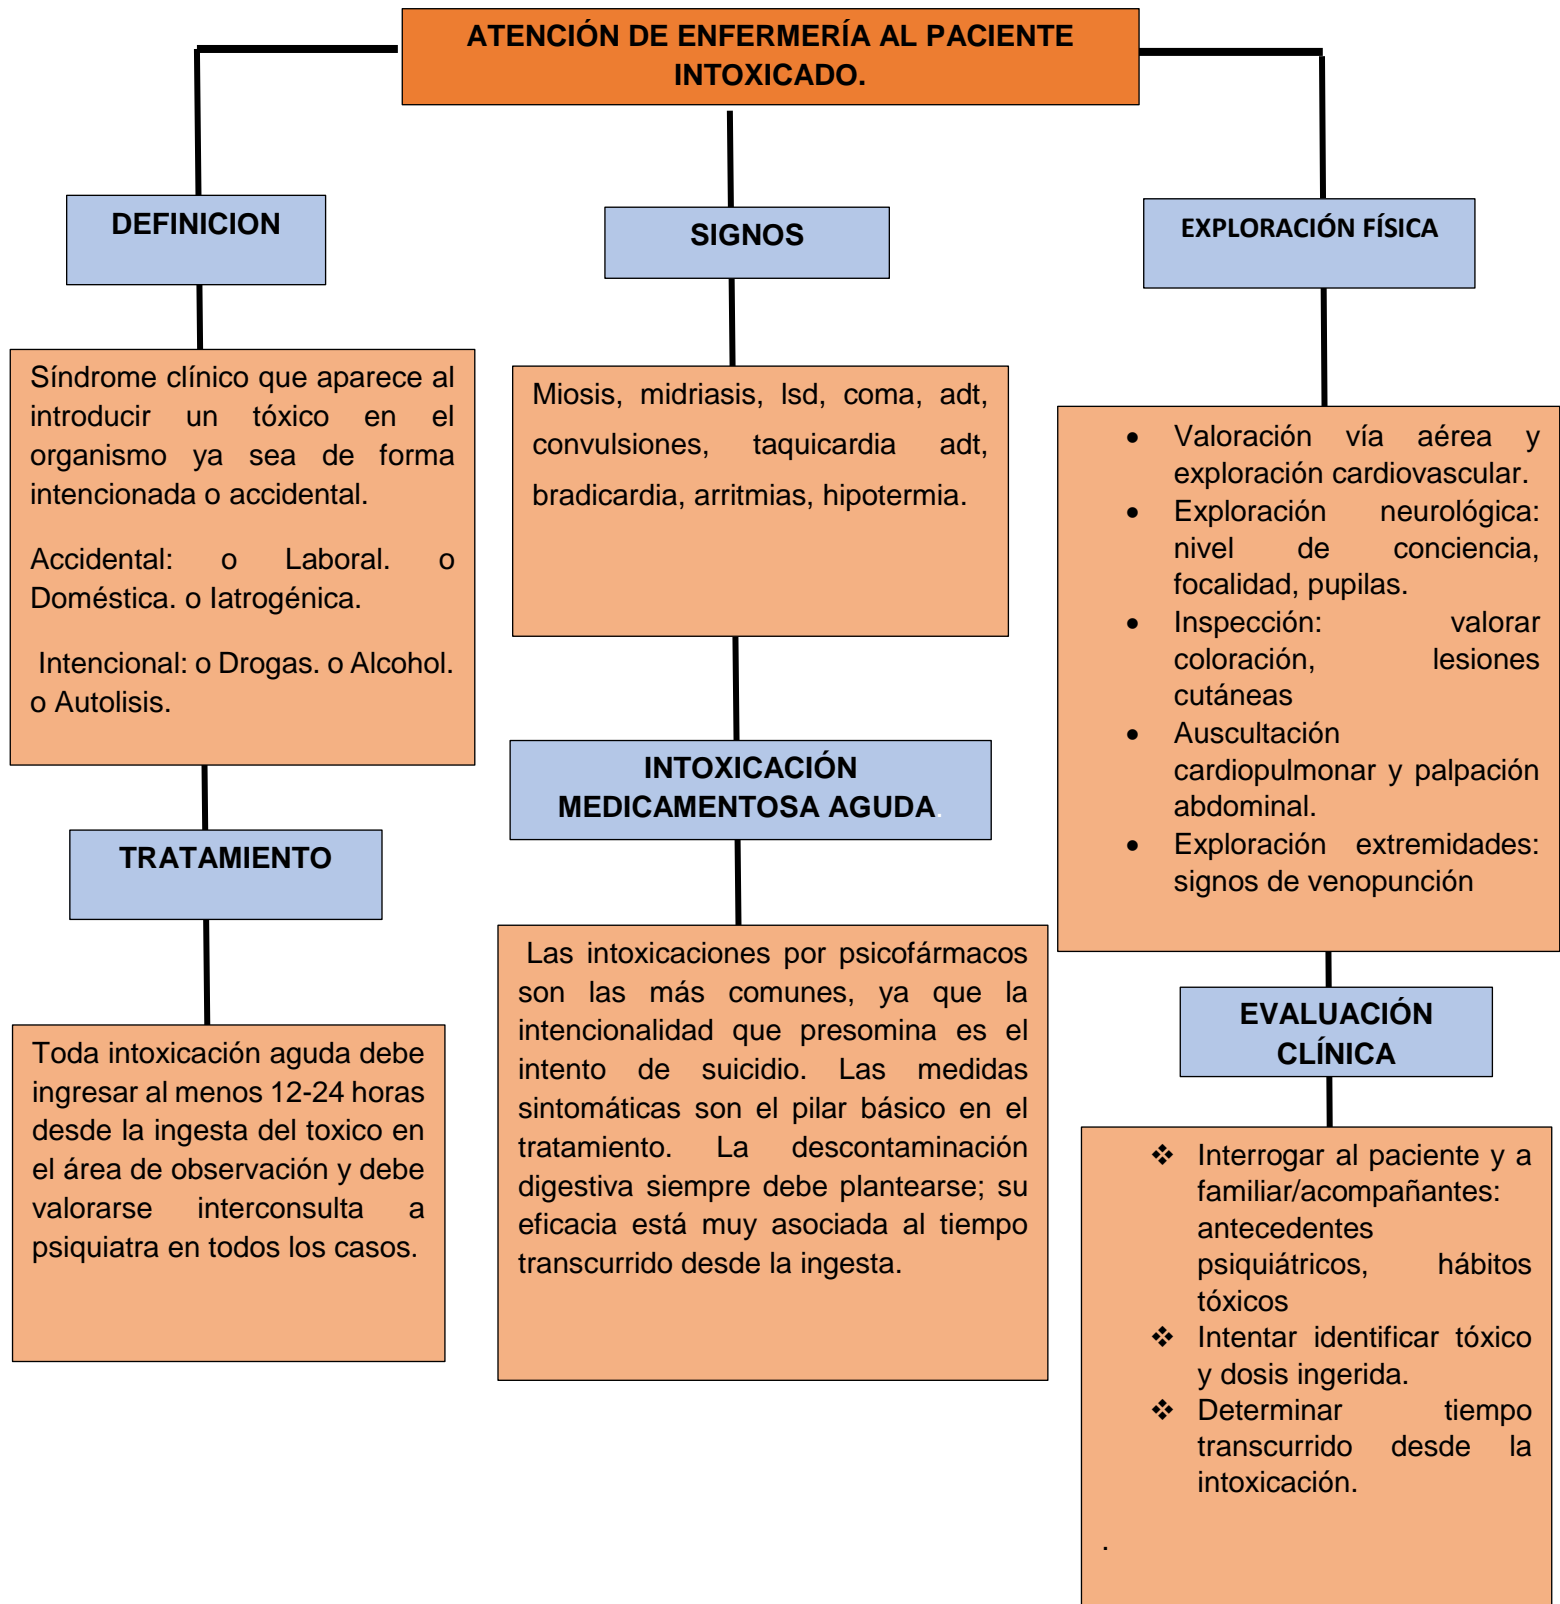 ATENCIÓN DE ENFERMERÍA AL PACIENTE
INTOXICADO.
DEFINICION
Síndrome clínico que aparece al
introducir un tóxico en el
organismo ya sea de forma
intencionada o accidental.
Accidental: o Laboral. o
Doméstica. o Iatrogénica.
Intencional: o Drogas. o Alcohol.
o Autolisis.
TRATAMIENTO
Toda intoxicación aguda debe
ingresar al menos 12-24 horas
desde la ingesta del toxico en
el área de observación y debe
valorarse interconsulta a
psiquiatra en todos los casos.
SIGNOS
Miosis, midriasis, lsd, coma, adt,
convulsiones, taquicardia adt,
bradicardia, arritmias, hipotermia.
INTOXICACIÓN
MEDICAMENTOSA AGUDA.
Las intoxicaciones por psicofármacos
son las más comunes, ya que la
intencionalidad que presomina es el
intento de suicidio. Las medidas
sintomáticas son el pilar básico en el
tratamiento. La descontaminación
digestiva siempre debe plantearse; su
eficacia está muy asociada al tiempo
transcurrido desde la ingesta.
EXPLORACIÓN FÍSICA
• Valoración vía aérea y
exploración cardiovascular.
• Exploración neurológica:
nivel de conciencia,
focalidad, pupilas.
• Inspección: valorar
coloración, lesiones
cutáneas
• Auscultación
cardiopulmonar y palpación
abdominal.
• Exploración extremidades:
signos de venopunción
EVALUACIÓN
CLÍNICA
❖ Interrogar al paciente y a
familiar/acompañantes:
antecedentes
psiquiátricos, hábitos
tóxicos
❖ Intentar identificar tóxico
y dosis ingerida.
❖ Determinar tiempo
transcurrido desde la
intoxicación.
.